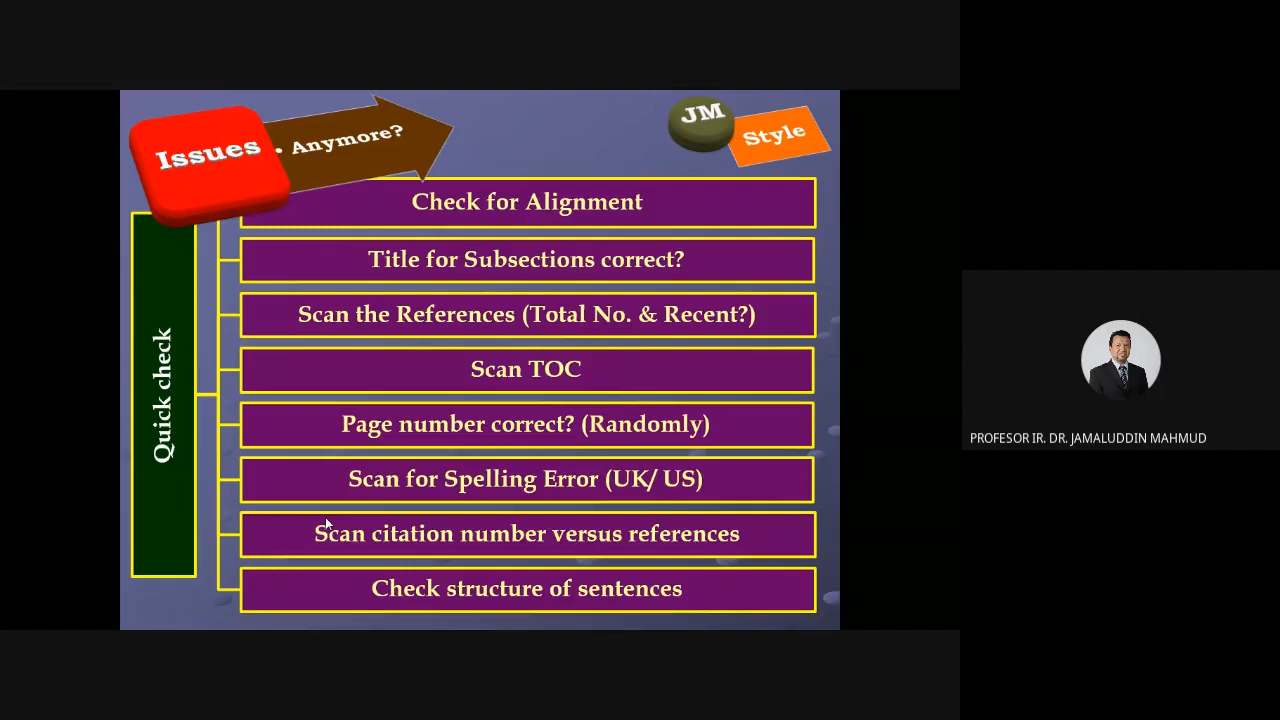 Issues
• Anymore?
JM
Style
Quick check
Check for Alignment
Title for Subsections correct?
Scan the References (Total No. & Recent?)
Scan TOC
Page number correct? (Randomly)
Scan for Spelling Error (UK/ US)
Scan citation number versus references
Check structure of sentences
PROFESOR IR. DR. JAMALUDDIN MAHMUD